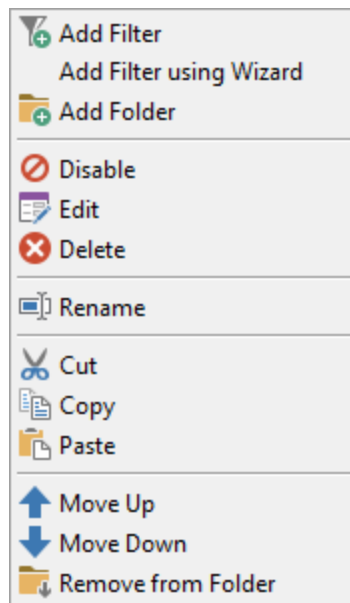 Add Filter
Add Filter using Wizard
Add Folder
Disable
Edit
Delete
Rename
Cut
Copy
Paste
Move Up
Move Down
Remove from Folder